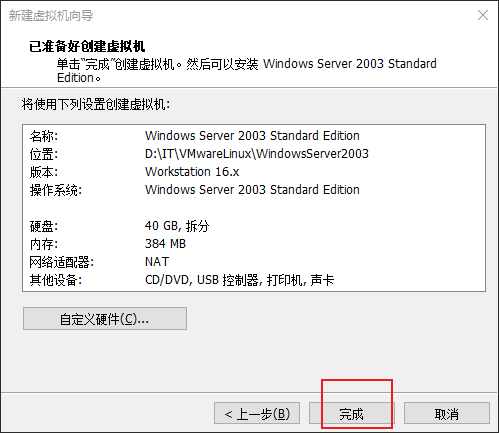 新建虚拟机向导
已准备好创建虚拟机
单击“完成”创建虚拟机。然后可以安装 Windows Server 2003 Standard
Edition。
将使用下列设置创建虚拟机:
名称: Windows Server 2003 Standard Edition
位置: D:\IT\VMwareLinux\WindowsServer2003
版本: Workstation 16.x
操作系统: Windows Server 2003 Standard Edition
硬盘: 40 GB, 拆分
内存: 384 MB
网络适配器: NAT
其他设备: CD/DVD, USB 控制器, 打印机, 声卡
自定义硬件(C)...
< 上一步(B) 完成 取消